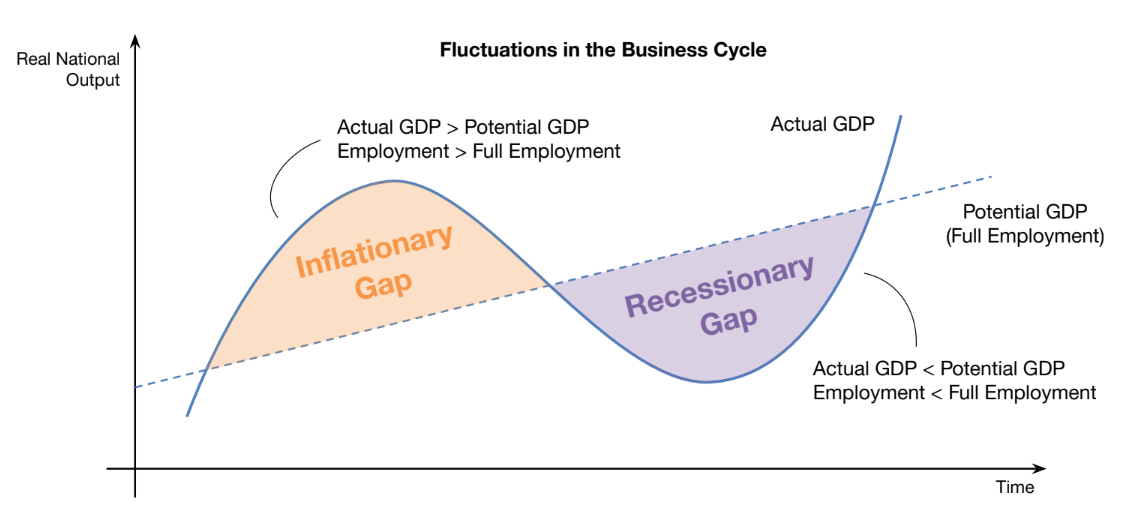 Fluctuations in the Business Cycle
Real National
Output
Actual GDP > Potential GDP
Employment > Full Employment
Actual GDP
Inflationary
Gap
Potential GDP
(Full Employment)
Recessionary
Gap
Actual GDP < Potential GDP
Employment < Full Employment
Time